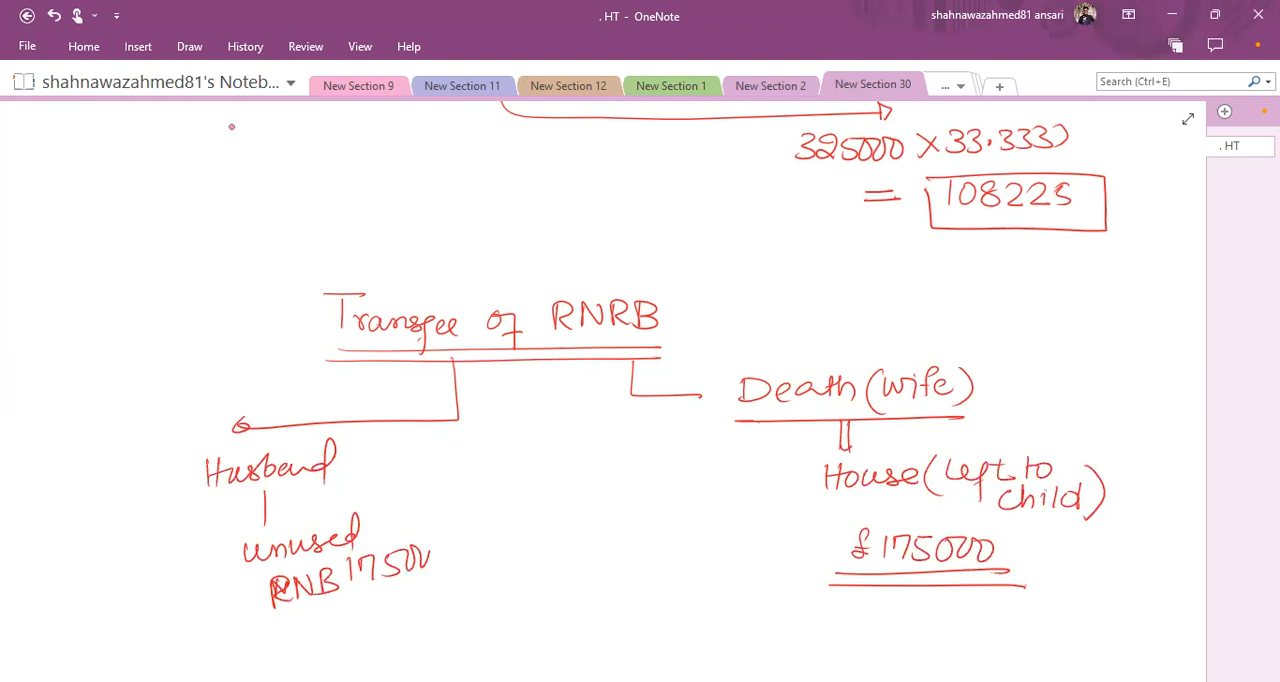 . HT - OneNote
shahnawazahmed81 ansari
File Home Insert Draw History Review View Help
shahnawazahmed81's Noteb... New Section 9 New Section 11 New Section 12 New Section 1 New Section 2 New Section 30 ... Search (Ctrl+E)
. HT
325000 × 33.333)
= 108225
Transfee of RNRB
Death (wife)
Husband
House (Left to
child)
unused
RNB 17500
£175000